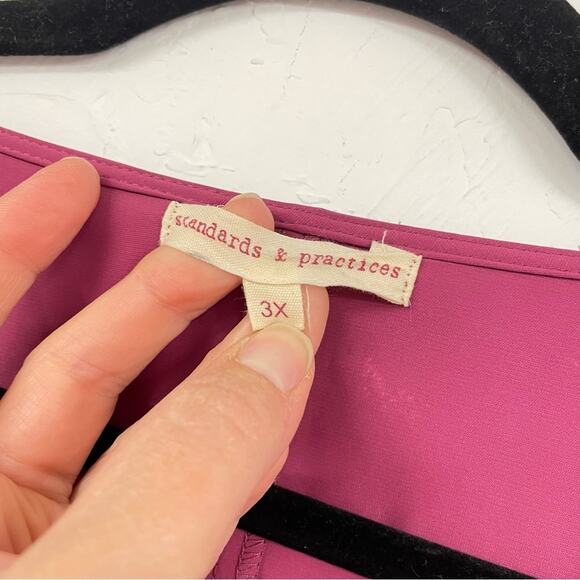 standards & practices
3X